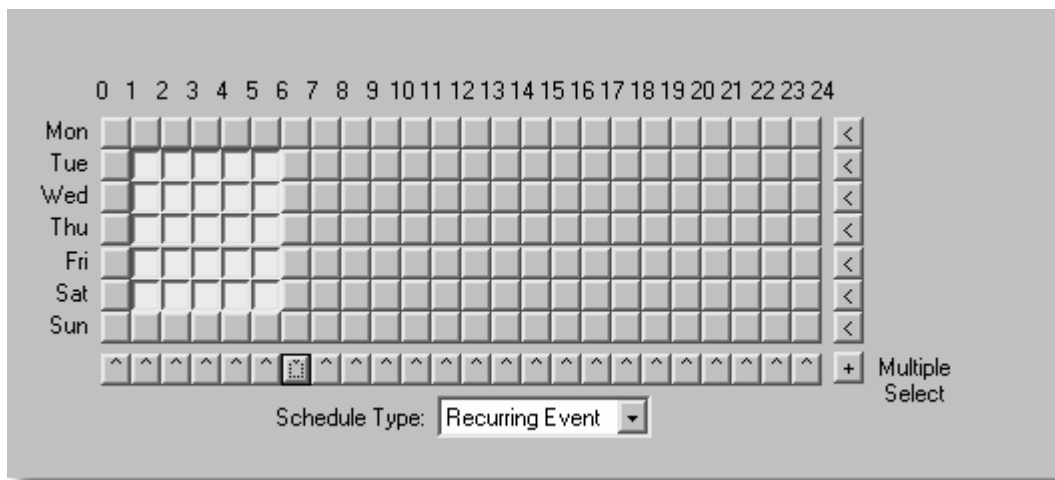 0 1 2 3 4 5 6 7 8 9 10 11 12 13 14 15 16 17 18 19 20 21 22 23 24
Mon <
Tue <
Wed <
Thu <
Fri <
Sat <
Sun <
^ ^ ^ ^ ^ ^ ˇ ^ ^ ^ ^ ^ ^ ^ ^ ^ ^ ^ ^ ^ ^ ^ ^ ^ + Multiple
Select
Schedule Type: Recurring Event